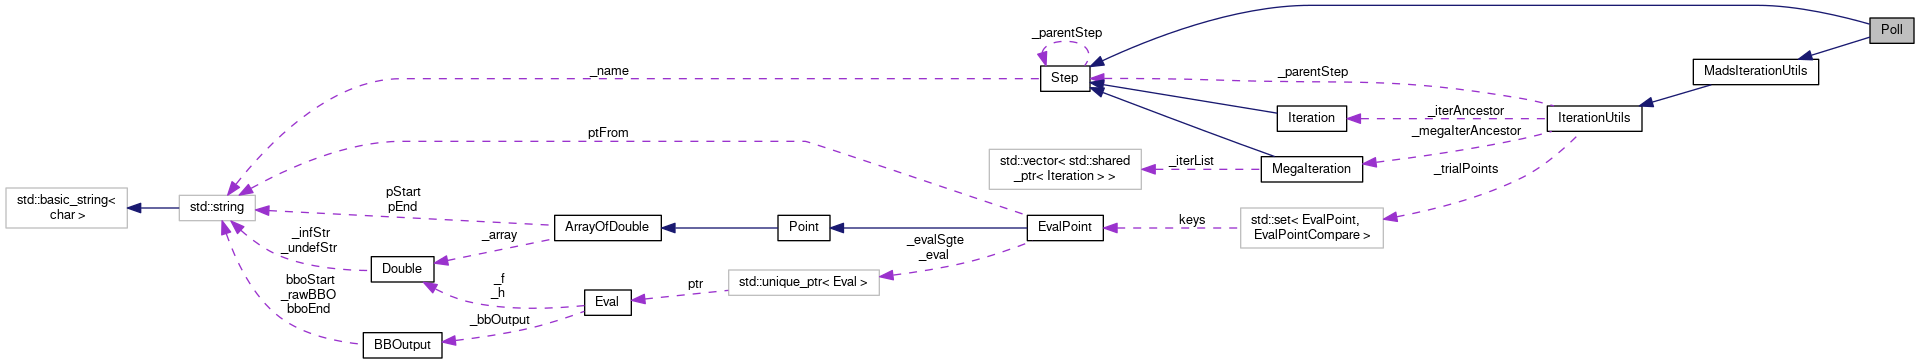 Poll
_parentStep
_name
Step
_parentStep
MadsIterationUtils
_iterAncestor
Iteration
IterationUtils
ptFrom
_megaIterAncestor
std::vector< std::shared
_ptr< Iteration > >
_iterList
MegaIteration
_trialPoints
std::basic_string<
char >
std::string
pStart
pEnd
ArrayOfDouble
Point
EvalPoint
keys
std::set< EvalPoint,
EvalPointCompare >
_infStr
_undefStr
_array
_evalSgte
_eval
Double
bboStart
_rawBBO
bboEnd
_f
_h
ptr
std::unique_ptr< Eval >
Eval
_bbOutput
BBOutput